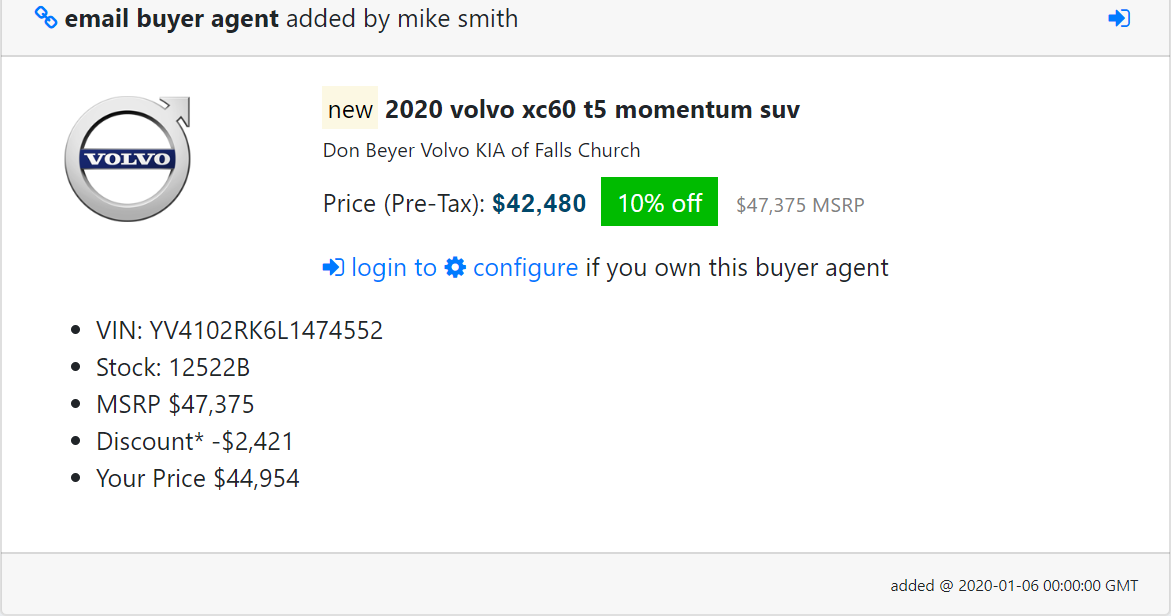 email buyer agent added by mike smith
VOLVO
new 2020 volvo xc60 t5 momentum suv
Don Beyer Volvo KIA of Falls Church
Price (Pre-Tax): $42,480 10% off $47,375 MSRP
login to configure if you own this buyer agent
VIN: YV4102RK6L1474552
Stock: 12522B
MSRP $47,375
Discount* -$2,421
Your Price $44,954
added @ 2020-01-06 00:00:00 GMT